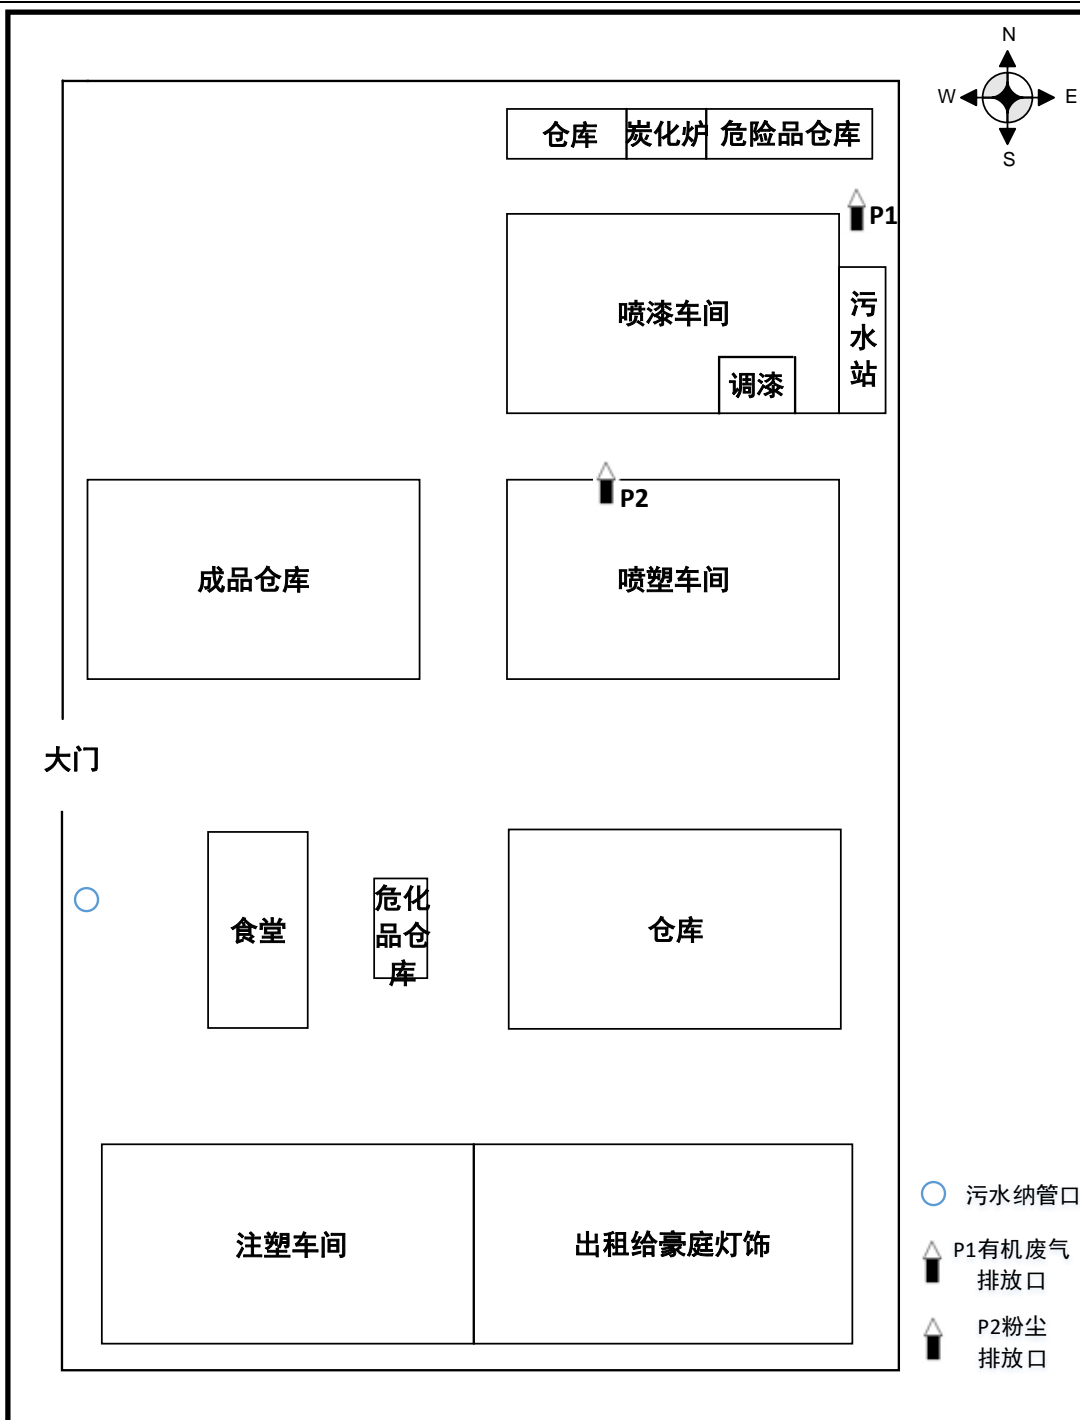 N
W
E
S
仓库
炭化炉
危险品仓库
P1
喷漆车间
污
水
站
调漆
P2
成品仓库
喷塑车间
大门
食堂
危化
品仓
库
仓库
注塑车间
出租给豪庭灯饰
污水纳管口
P1有机废气
排放口
P2粉尘
排放口